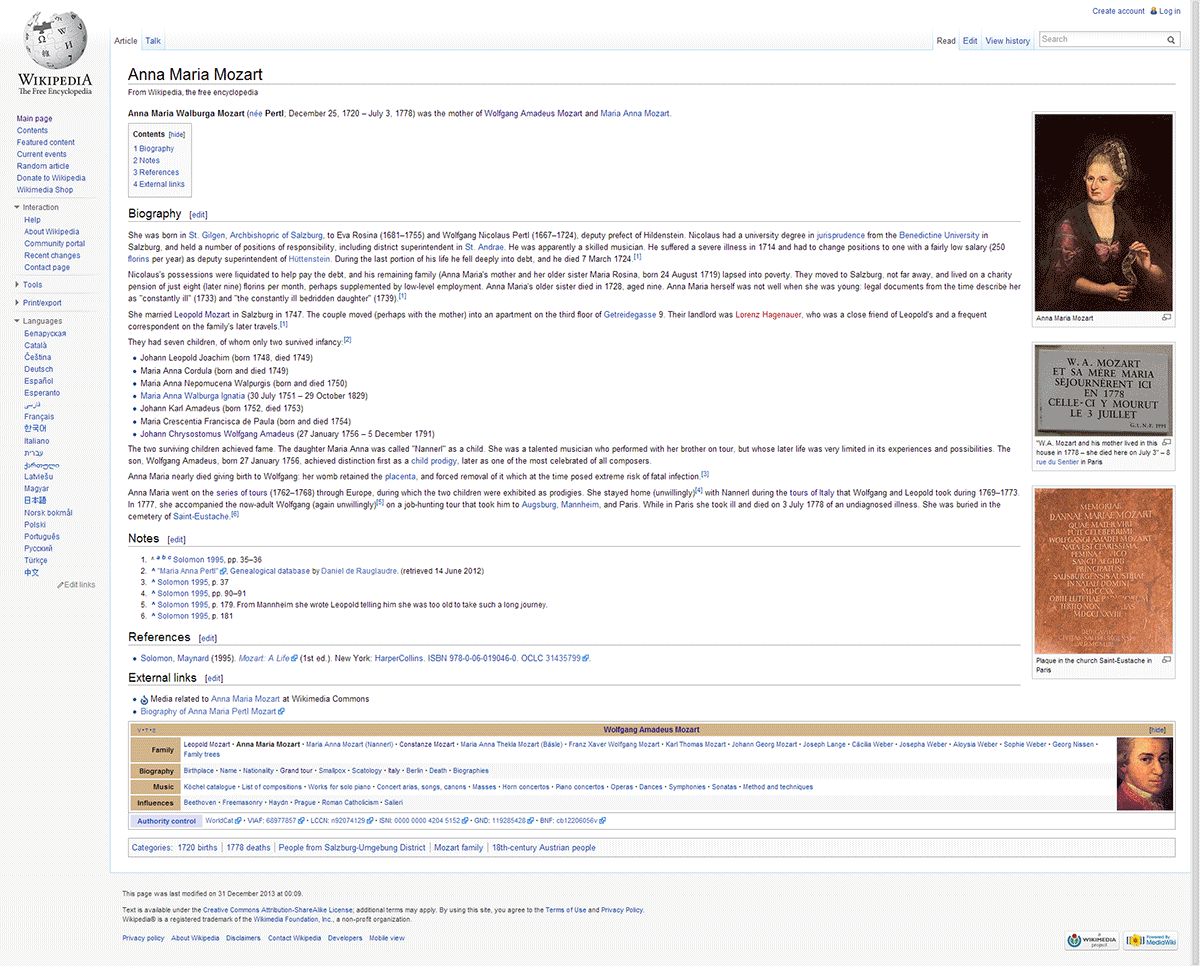 Create account Log in
WIKIPEDIA
The Free Encyclopedia
Article Talk
Read Edit View history
Search
Main page
Contents
Featured content
Current events
Random article
Donate to Wikipedia
Wikimedia Shop
Interaction
Help
About Wikipedia
Community portal
Recent changes
Contact page
Tools
Print/export
Languages
Беларуская
Català
Čeština
Deutsch
Español
Esperanto
فارسی
Français
한국어
Italiano
עברית
ქართული
Latviešu
Magyar
日本語
Norsk bokmål
Polski
Português
Русский
Türkçe
中文
Edit links
Anna Maria Mozart
From Wikipedia, the free encyclopedia
Anna Maria Walburga Mozart (née Pertl; December 25, 1720 – July 3, 1778) was the mother of Wolfgang Amadeus Mozart and Maria Anna Mozart.
Contents [hide]
1 Biography
2 Notes
3 References
4 External links
Biography [edit]
She was born in St. Gilgen, Archbishopric of Salzburg, to Eva Rosina (1681–1755) and Wolfgang Nicolaus Pertl (1667–1724), deputy prefect of Hildenstein. Nicolaus had a university degree in jurisprudence from the Benedictine University in
Salzburg, and held a number of positions of responsibility, including district superintendent in St. Andrae. He was apparently a skilled musician. He suffered a severe illness in 1714 and had to change positions to one with a fairly low salary (250
florins per year) as deputy superintendent of Hüttenstein. During the last portion of his life he fell deeply into debt, and he died 7 March 1724.[1]
Nicolaus's possessions were liquidated to help pay the debt, and his remaining family (Anna Maria's mother and her older sister Maria Rosina, born 24 August 1719) lapsed into poverty. They moved to Salzburg, not far away, and lived on a charity
pension of just eight (later nine) florins per month, perhaps supplemented by low-level employment. Anna Maria's older sister died in 1728, aged nine. Anna Maria herself was not well when she was young: legal documents from the time describe her
as "constantly ill" (1733) and "the constantly ill bedridden daughter" (1739).[1]
She married Leopold Mozart in Salzburg in 1747. The couple moved (perhaps with the mother) into an apartment on the third floor of Getreidegasse 9. Their landlord was Lorenz Hagenauer, who was a close friend of Leopold's and a frequent
correspondent on the family's later travels.[1]
They had seven children, of whom only two survived infancy:[2]
Johann Leopold Joachim (born 1748, died 1749)
Maria Anna Cordula (born and died 1749)
Maria Anna Nepomucena Walpurgis (born and died 1750)
Maria Anna Walburga Ignatia (30 July 1751 – 29 October 1829)
Johann Karl Amadeus (born 1752, died 1753)
Maria Crescentia Francisca de Paula (born and died 1754)
Johann Chrysostomus Wolfgang Amadeus (27 January 1756 – 5 December 1791)
The two surviving children achieved fame. The daughter Maria Anna was called "Nannerl" as a child. She was a talented musician who performed with her brother on tour, but whose later life was very limited in its experiences and possibilities. The
son, Wolfgang Amadeus, born 27 January 1756, achieved distinction first as a child prodigy, later as one of the most celebrated of all composers.
Anna Maria nearly died giving birth to Wolfgang: her womb retained the placenta, and forced removal of it which at the time posed extreme risk of fatal infection.[3]
Anna Maria went on the series of tours (1762–1768) through Europe, during which the two children were exhibited as prodigies. She stayed home (unwillingly)[4] with Nannerl during the tours of Italy that Wolfgang and Leopold took during 1769–1773.
In 1777, she accompanied the now-adult Wolfgang (again unwillingly)[5] on a job-hunting tour that took him to Augsburg, Mannheim, and Paris. While in Paris she took ill and died on 3 July 1778 of an undiagnosed illness. She was buried in the
cemetery of Saint-Eustache.[6]
Anna Maria Mozart
W. A. MOZART
ET SA MÈRE MARIA
SEJOURNÈRENT ICI
EN 1778
CELLE-CI Y MOURUT
LE 3 JUILLET
G.L.N.F. 1991
"W.A. Mozart and his mother lived in this
house in 1778 – she died here on July 3" – 8
rue du Sentier in Paris
MEMORIAE
D'ANNAE MARIAE MOZART
QUAE MATER VIRI
FUIT CELEBERRIMI
WOLFGANGI AMADEI MOZART
NATA EST CLARISSIMA
FEMINA
SANCTI AEGIDII
PRINCIPATUS
SALISBURGENSIS AUSTRIAE
IN NATALI DOMINI
MDCCXX
MDCCLXXVIII
Plaque in the church Saint-Eustache in
Paris
Notes [edit]
1. ^ a b c Solomon 1995, pp. 35–36
2. ^ "Maria Anna Pertl", Genealogical database by Daniel de Rauglaudre. (retrieved 14 June 2012)
3. ^ Solomon 1995, p. 37
4. ^ Solomon 1995, pp. 90–91
5. ^ Solomon 1995, p. 179. From Mannheim she wrote Leopold telling him she was too old to take such a long journey.
6. ^ Solomon 1995, p. 181
References [edit]
Solomon, Maynard (1995). Mozart: A Life (1st ed.). New York: HarperCollins. ISBN 978-0-06-019046-0. OCLC 31435799.
External links [edit]
Media related to Anna Maria Mozart at Wikimedia Commons
Biography of Anna Maria Pertl Mozart
V·T·E Wolfgang Amadeus Mozart [hide]
Family Leopold Mozart · Anna Maria Mozart · Maria Anna Mozart (Nannerl) · Constanze Mozart · Maria Anna Thekla Mozart (Bäsle) · Franz Xaver Wolfgang Mozart · Karl Thomas Mozart · Johann Georg Mozart · Joseph Lange · Cäcilia Weber · Josepha Weber · Aloysia Weber · Sophie Weber · Georg Nissen ·
Family trees
Biography Birthplace · Name · Nationality · Grand tour · Smallpox · Scatology · Italy · Berlin · Death · Biographies
Music Köchel catalogue · List of compositions · Works for solo piano · Concert arias, songs, canons · Masses · Horn concertos · Piano concertos · Operas · Dances · Symphonies · Sonatas · Method and techniques
Influences Beethoven · Freemasonry · Haydn · Prague · Roman Catholicism · Salieri
Authority control WorldCat · VIAF: 68977857 · LCCN: n92074129 · ISNI: 0000 0000 4204 5152 · GND: 119285428 · BNF: cb12206056v
Categories: 1720 births | 1778 deaths | People from Salzburg-Umgebung District | Mozart family | 18th-century Austrian people
This page was last modified on 31 December 2013 at 00:09.
Text is available under the Creative Commons Attribution-ShareAlike License; additional terms may apply. By using this site, you agree to the Terms of Use and Privacy Policy.
Wikipedia® is a registered trademark of the Wikimedia Foundation, Inc., a non-profit organization.
Privacy policy About Wikipedia Disclaimers Contact Wikipedia Developers Mobile view
A WIKIMEDIA project
Powered By MediaWiki